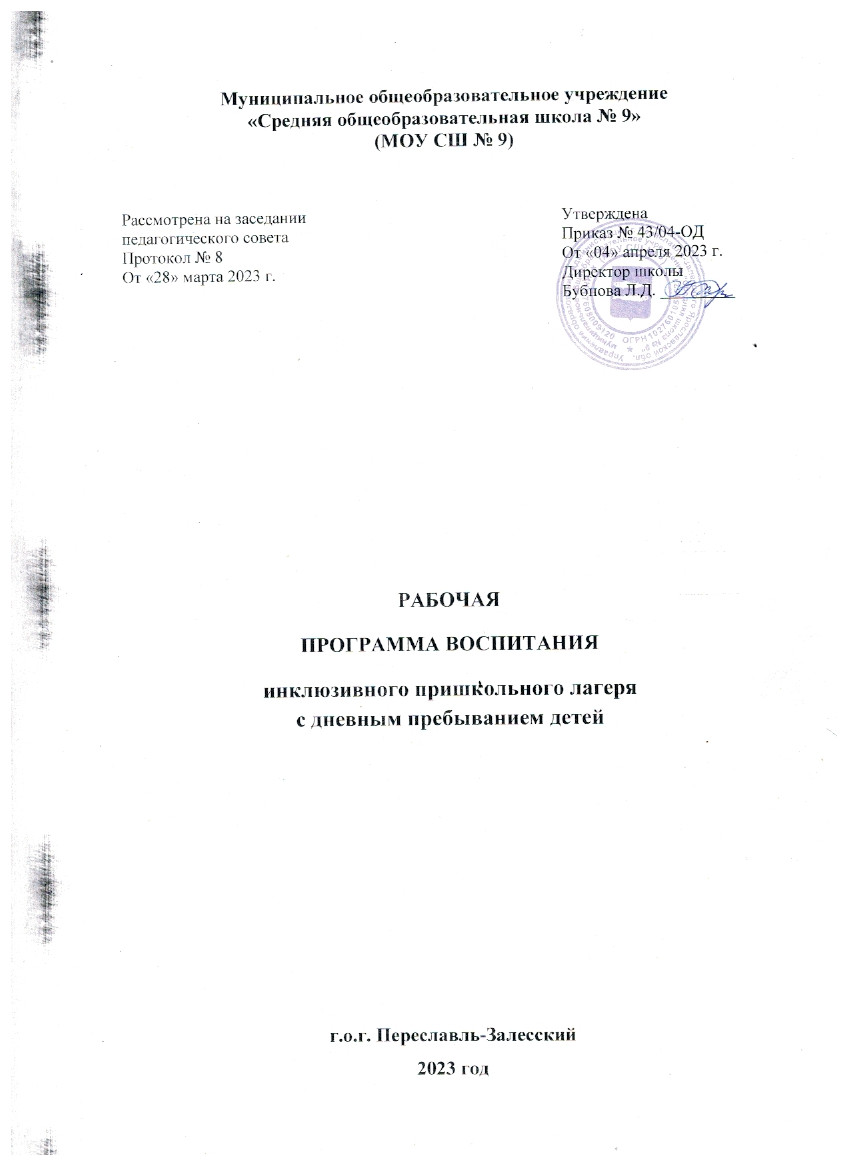 Муниципальное общеобразовательное учреждение
«Средняя общеобразовательная школа № 9»
(МОУ СШ № 9)
Рассмотрена на заседании
педагогического совета
Протокол № 8
От «28» марта 2023 г.
Утверждена
Приказ № 43/04-ОД
От «04» апреля 2023 г.
Директор школы
Бубнова Л.Д.
РАБОЧАЯ
ПРОГРАММА ВОСПИТАНИЯ
инклюзивного пришкольного лагеря
с дневным пребыванием детей
г.о.г. Переславль-Залесский
2023 год